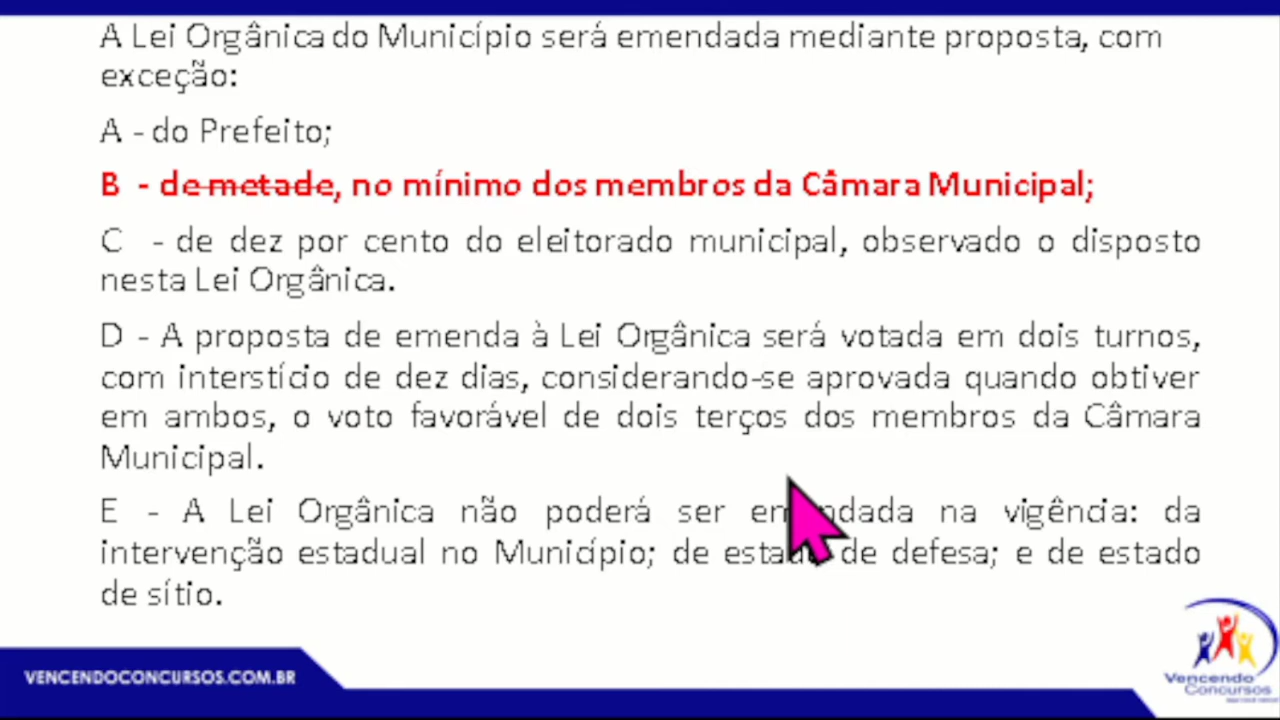 A Lei Orgânica do Município será emendada mediante proposta, com
exceção:
A - do Prefeito;
B - de metade, no mínimo dos membros da Câmara Municipal;
C - de dez por cento do eleitorado municipal, observado o disposto
nesta Lei Orgânica.
D - A proposta de emenda à Lei Orgânica será votada em dois turnos,
com interstício de dez dias, considerando-se aprovada quando obtiver
em ambos, o voto favorável de dois terços dos membros da Câmara
Municipal.
E - A Lei Orgânica não poderá ser emendada na vigência: da
intervenção estadual no Município; de estado de defesa; e de estado
de sítio.
VENCENDOCONCURSOS.COM.BR
Vencendo
Concursos